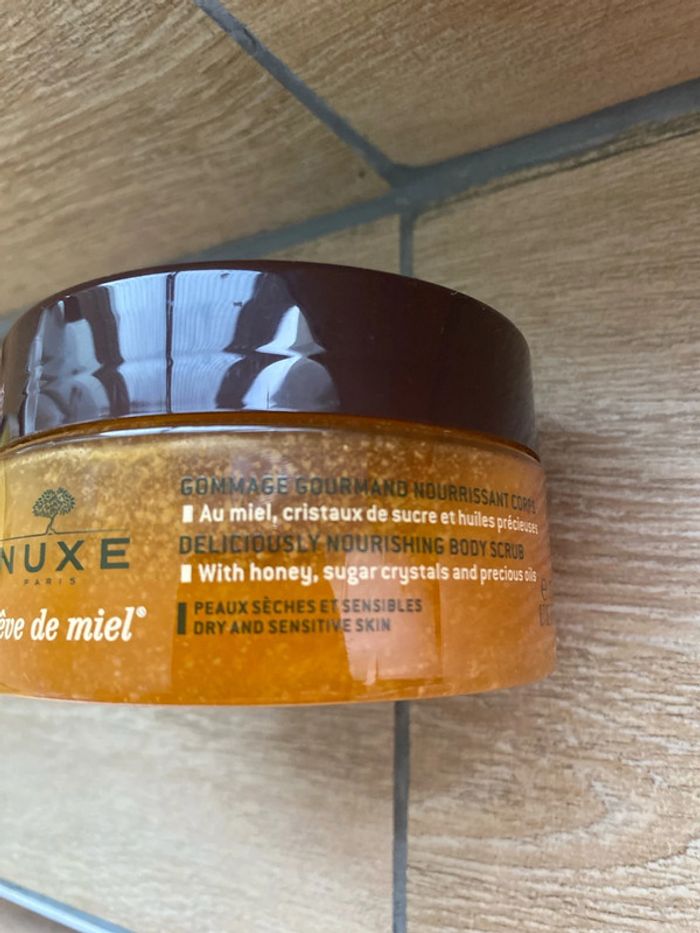 GOMMAGE GOURMAND NOURRISSANT CORPS
Au miel, cristaux de sucre et huiles précieuses
DELICIOUSLY NOURISHING BODY SCRUB
With honey, sugar crystals and precious oils
NUXE
PARIS
êve de miel®
PEAUX SÈCHES ET SENSIBLES
DRY AND SENSITIVE SKIN